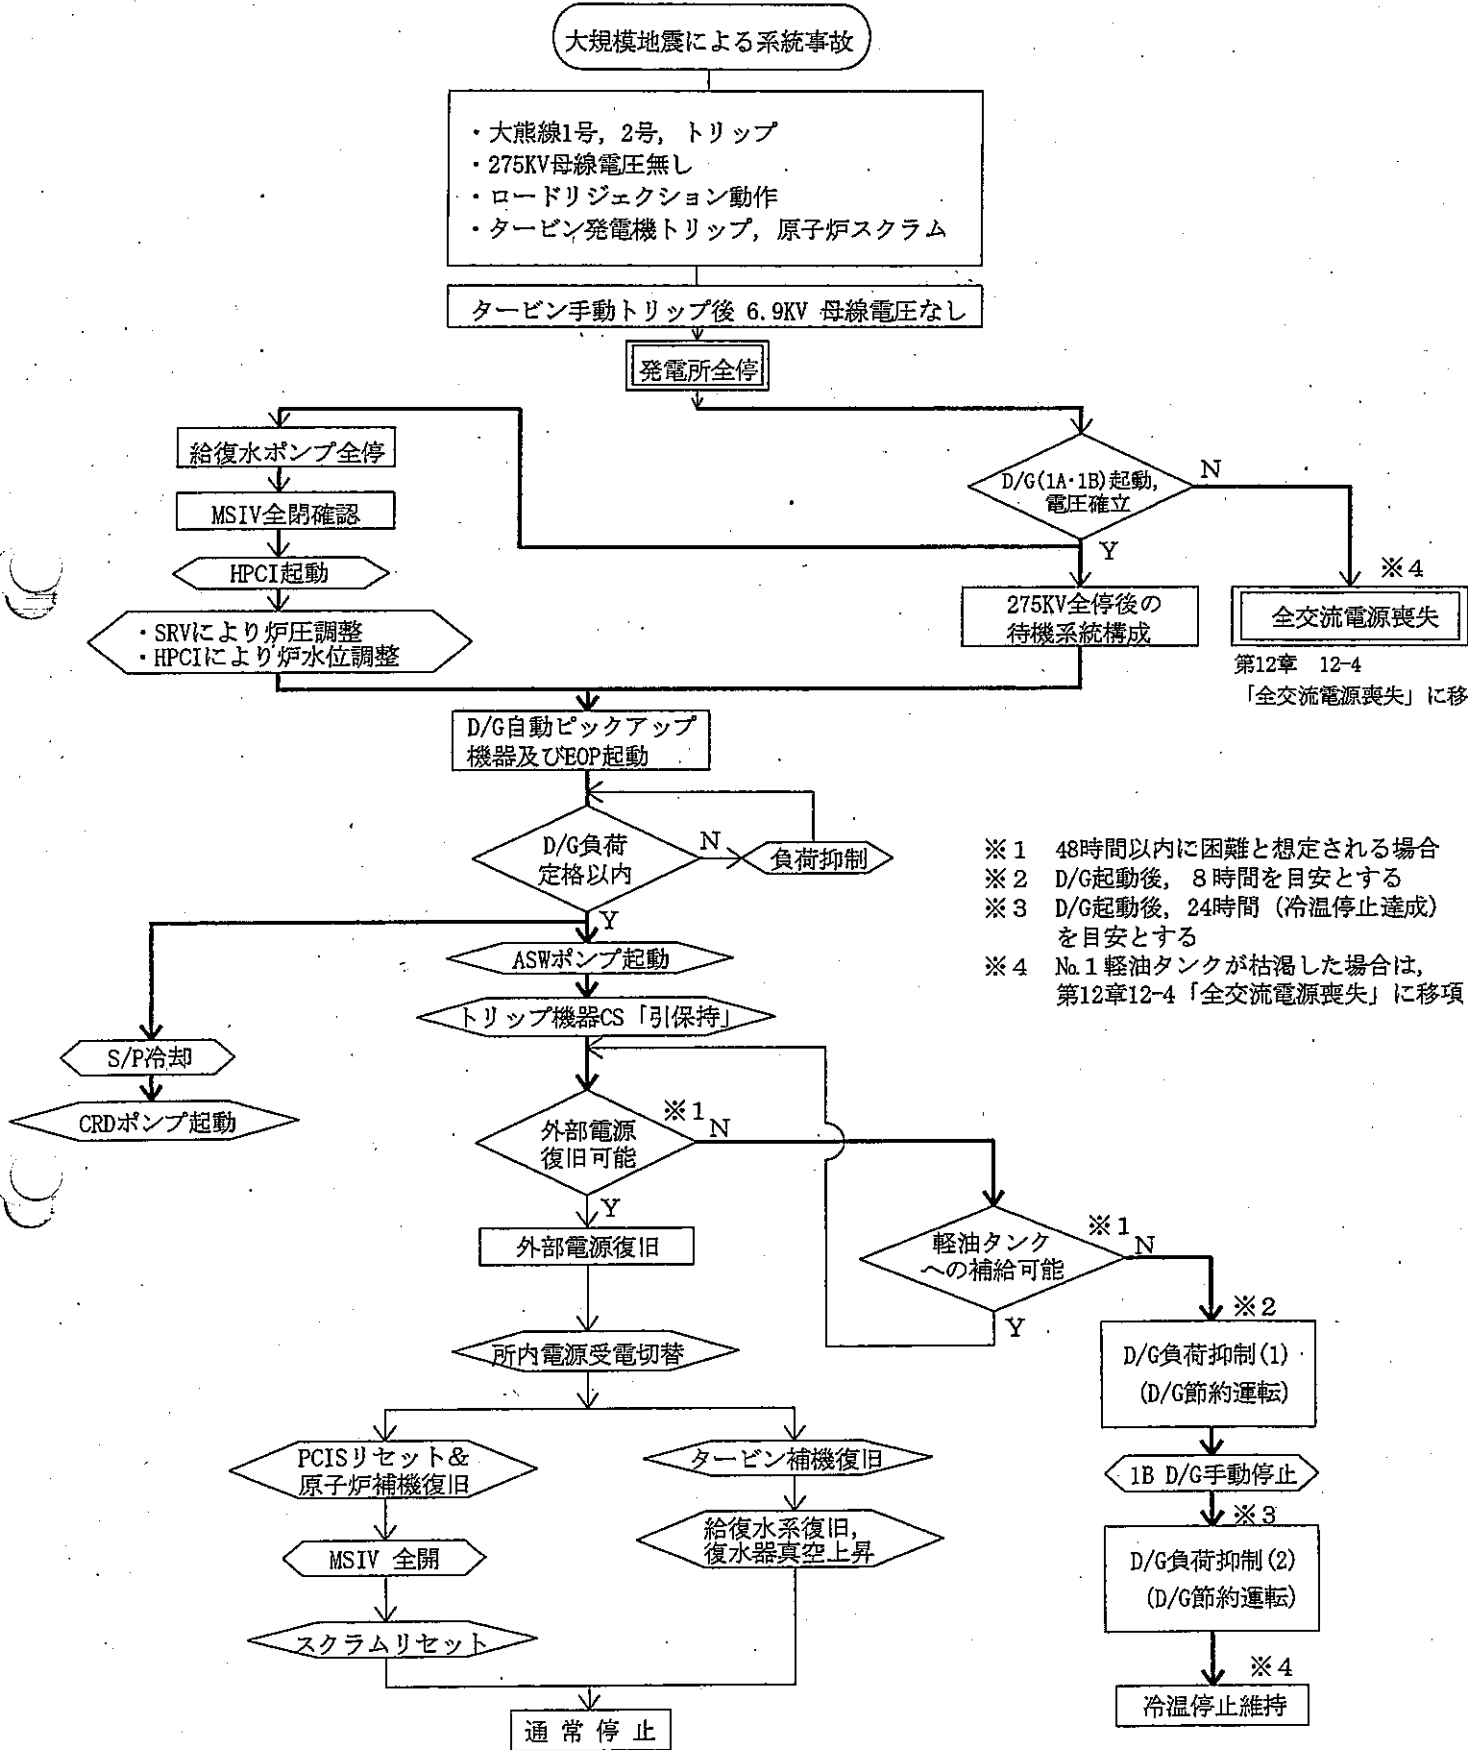 大規模地震による系統事故
・大熊線1号，2号，トリップ
・275KV母線電圧無し
・ロードリジェクション動作
・タービン発電機トリップ，原子炉スクラム
タービン手動トリップ後 6.9KV 母線電圧なし
発電所全停
給復水ポンプ全停
MSIV全閉確認
HPCI起動
・SRVにより炉圧調整
・HPCIにより炉水位調整
D/G(1A・1B)起動,
電圧確立
N
Y
※4
275KV全停後の
待機系統構成
全交流電源喪失
第12章 12-4
「全交流電源喪失」に移
D/G自動ピックアップ
機器及びEOP起動
D/G負荷
定格以内
N
負荷抑制
Y
※1 48時間以内に困難と想定される場合
※2 D/G起動後，8時間を目安とする
※3 D/G起動後，24時間（冷温停止達成）
を目安とする
※4 No.1軽油タンクが枯渇した場合は，
第12章12-4「全交流電源喪失」に移項
ASWポンプ起動
トリップ機器CS「引保持」
S/P冷却
CRDポンプ起動
外部電源
復旧可能
※1
N
Y
外部電源復旧
軽油タンク
への補給可能
※1
N
Y
所内電源受電切替
※2
D/G負荷抑制(1)
(D/G節約運転)
1B D/G手動停止
※3
D/G負荷抑制(2)
(D/G節約運転)
※4
冷温停止維持
PCISリセット＆
原子炉補機復旧
MSIV 全開
スクラムリセット
タービン補機復旧
給復水系復旧,
復水器真空上昇
通 常 停 止